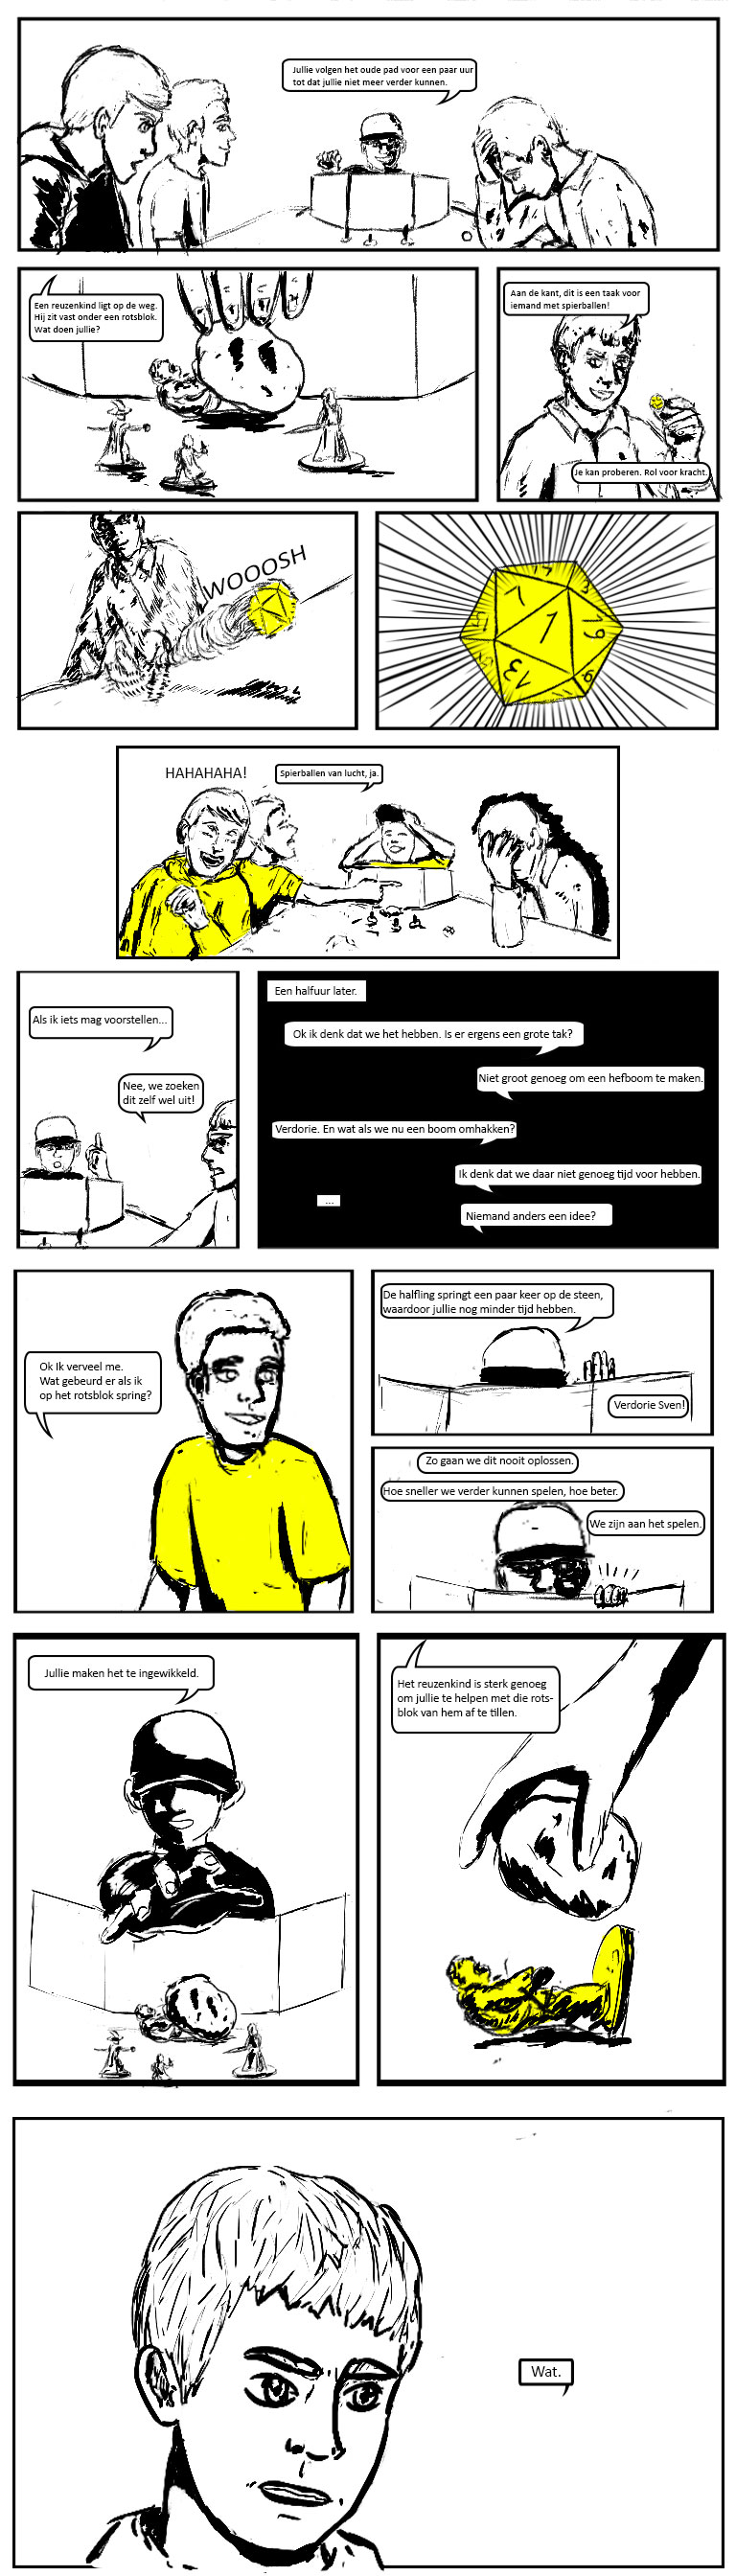 Jullie volgen het oude pad voor een paar uur
tot dat jullie niet meer verder kunnen.
Een reuzenkind ligt op de weg.
Hij zit vast onder een rotsblok.
Wat doen jullie?
Aan de kant, dit is een taak voor
iemand met spierballen!
Je kan proberen. Rol voor kracht.
WOOOSH
1
7
13
19
HAHAHAHA!
Spierballen van lucht, ja.
Als ik iets mag voorstellen...
Nee, we zoeken
dit zelf wel uit!
Een halfuur later.
Ok ik denk dat we het hebben. Is er ergens een grote tak?
Niet groot genoeg om een hefboom te maken.
Verdorie. En wat als we nu een boom omhakken?
Ik denk dat we daar niet genoeg tijd voor hebben.
...
Niemand anders een idee?
Ok Ik verveel me.
Wat gebeurd er als ik
op het rotsblok spring?
De halfling springt een paar keer op de steen,
waardoor jullie nog minder tijd hebben.
Verdorie Sven!
Zo gaan we dit nooit oplossen.
Hoe sneller we verder kunnen spelen, hoe beter.
We zijn aan het spelen.
Jullie maken het te ingewikkeld.
Het reuzenkind is sterk genoeg
om jullie te helpen met die rots-
blok van hem af te tillen.
Wat.